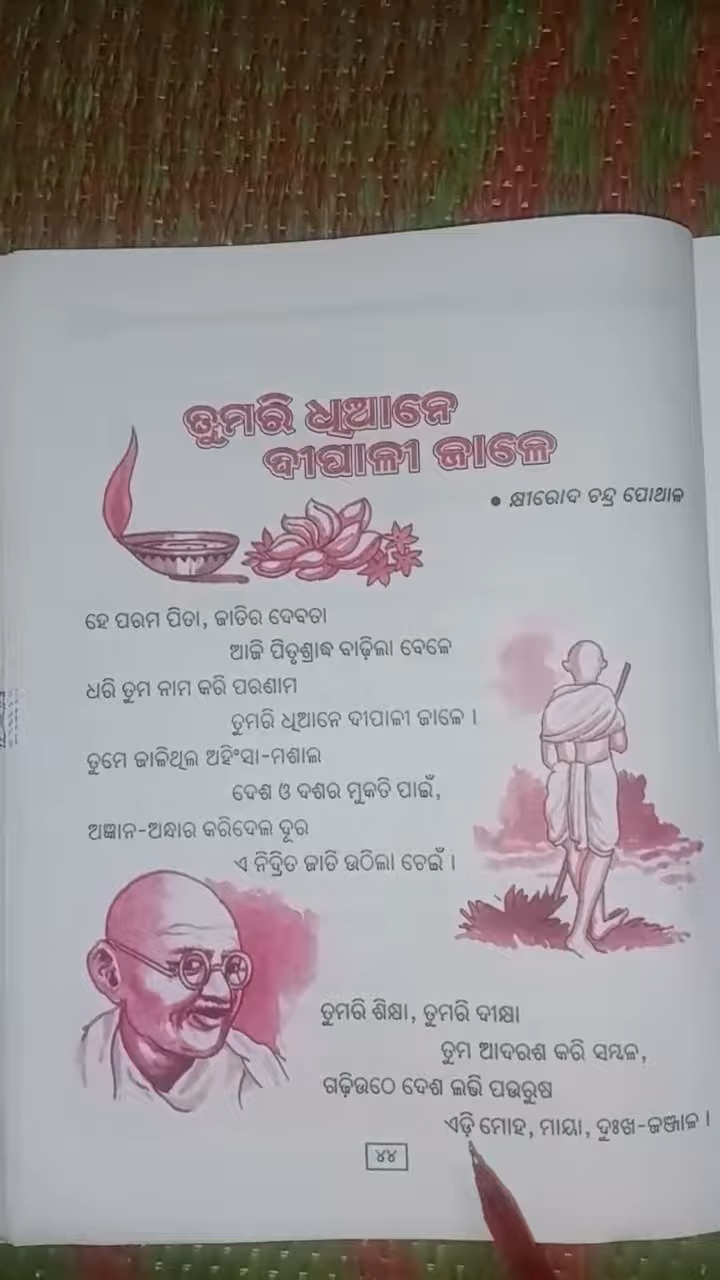 ତୁମରି ଧିଆନେ
ଦୀପାଳୀ ଜାଳେ
● କ୍ଷୀରୋଦ ଚନ୍ଦ୍ର ପୋଥାଳ
ହେ ପରମ ପିତା, ଜାତିର ଦେବତା
ଆଜି ପିତୃଶ୍ରାଦ୍ଧ ବାଢ଼ିଲା ବେଳେ
ଧରି ତୁମ ନାମ କରି ପରଣାମ
ତୁମରି ଧିଆନେ ଦୀପାଳୀ ଜାଳେ ।
ତୁମେ ଜାଳିଥିଲ ଅହିଂସା-ମଶାଲ
ଦେଶ ଓ ଦଶର ମୁକତି ପାଇଁ,
ଅଜ୍ଞାନ-ଅନ୍ଧାର କରିଦେଲ ଦୂର
ଏ ନିଦ୍ରିତ ଜାତି ଉଠିଲା ଚେଇଁ ।
ତୁମରି ଶିକ୍ଷା, ତୁମରି ଦୀକ୍ଷା
ତୁମ ଆଦରଶ କରି ସମ୍ବଳ,
ଗଢ଼ିଉଠେ ଦେଶ ଲଭି ପଉରୁଷ
ଏଡ଼ି ମୋହ, ମାୟା, ଦୁଃଖ-ଜଞ୍ଜାଳ ।
୪୪